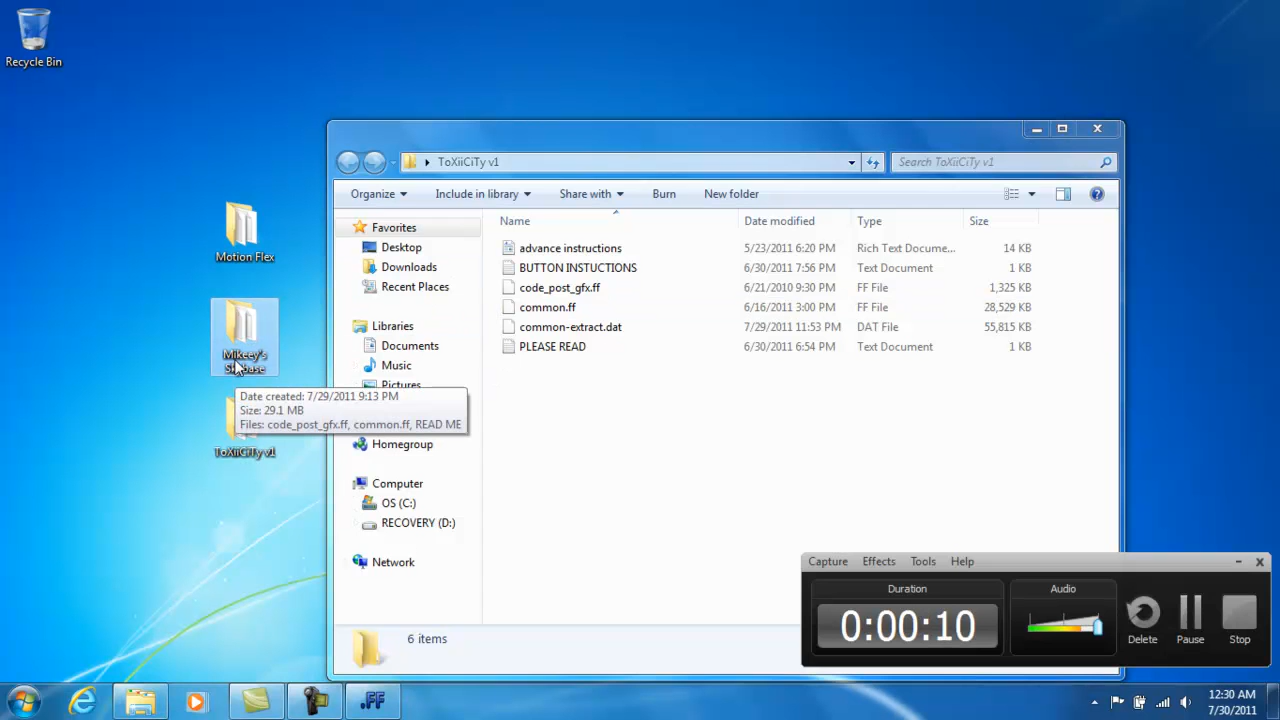 Recycle Bin
Motion Flex
Mikeey's
ToXiiCiTy v1
Date created: 7/29/2011 9:13 PM
Size: 29.1 MB
Files: code_post_gfx.ff, common.ff, READ ME
ToXiiCiTy v1
Search ToXiiCiTy v1
Organize Include in library Share with Burn New folder
Favorites
Desktop
Downloads
Recent Places
Libraries
Documents
Music
Pictures
Homegroup
Computer
OS (C:)
RECOVERY (D:)
Network
Name Date modified Type Size
advance instructions 5/23/2011 6:20 PM Rich Text Docume... 14 KB
BUTTON INSTUCTIONS 6/30/2011 7:56 PM Text Document 1 KB
code_post_gfx.ff 6/21/2010 9:30 PM FF File 1,325 KB
common.ff 6/16/2011 3:00 PM FF File 28,529 KB
common-extract.dat 7/29/2011 11:53 PM DAT File 55,815 KB
PLEASE READ 6/30/2011 6:54 PM Text Document 1 KB
6 items
Capture Effects Tools Help
Duration
0:00:10
Audio
Delete Pause Stop
.FF
12:30 AM
7/30/2011